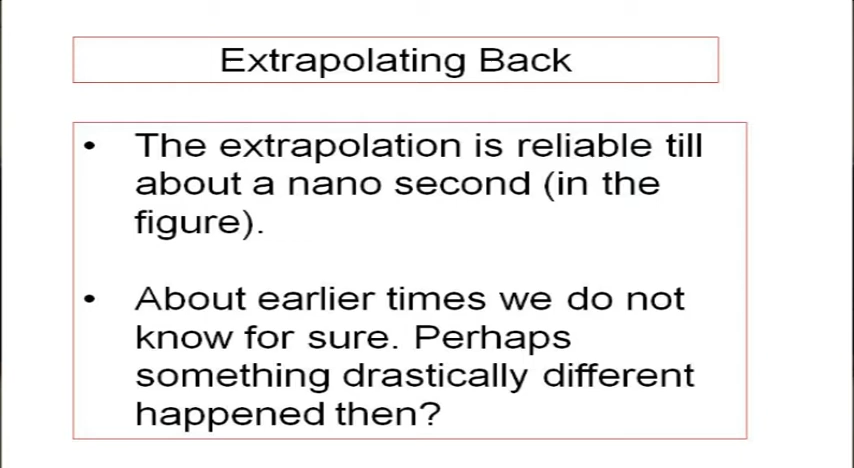 Extrapolating Back
• The extrapolation is reliable till
about a nano second (in the
figure).
• About earlier times we do not
know for sure. Perhaps
something drastically different
happened then?